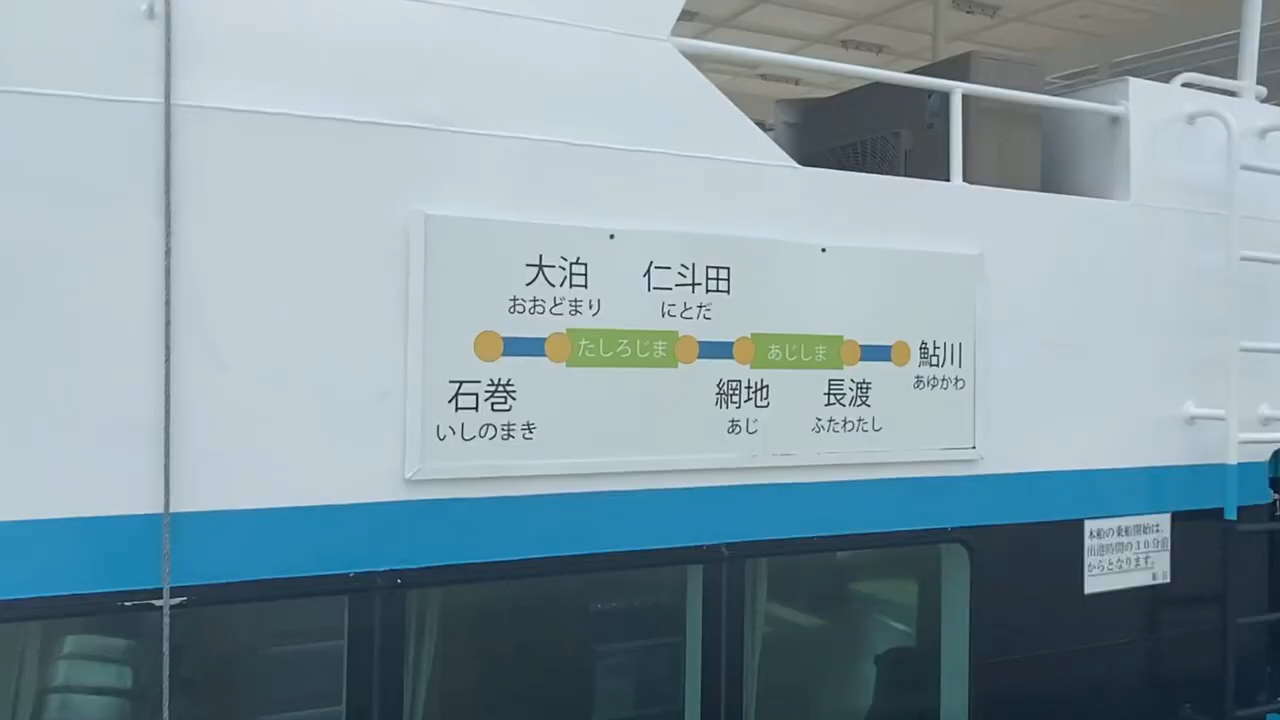 大泊
おおどまり
仁斗田
にとだ
たしろじま
あじしま
鮎川
あゆかわ
石巻
いしのまき
網地
あじ
長渡
ふたわたし
本船の乗船開始は、
出港時間の30分前
からとなります。